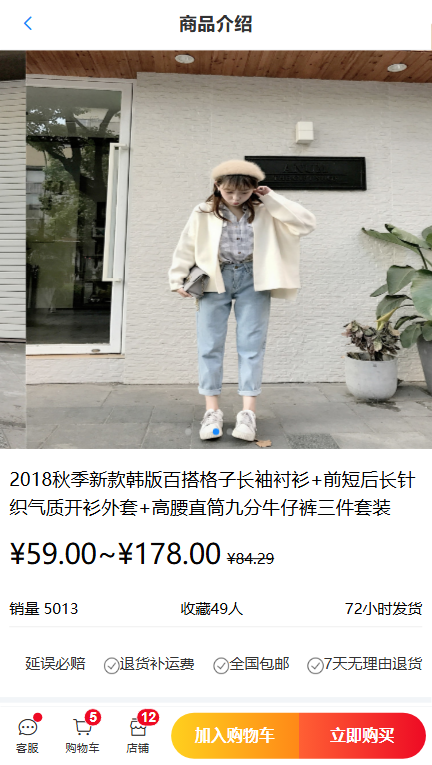 商品介绍
2018秋季新款韩版百搭格子长袖衬衫+前短后长针
织气质开衫外套+高腰直筒九分牛仔裤三件套装
¥59.00~¥178.00 ¥84.29
销量 5013 收藏49人 72小时发货
延误必赔 退货补运费 全国包邮 7天无理由退货
5 12
客服 购物车 店铺 加入购物车 立即购买